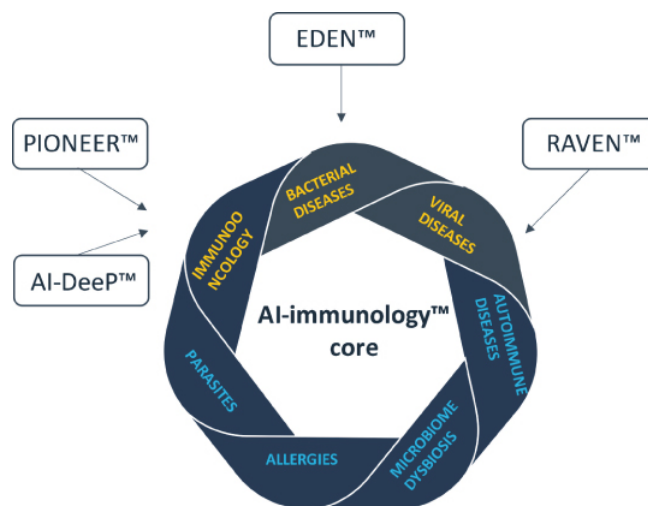 EDEN™
PIONEER™
RAVEN™
AI-DeeP™
BACTERIAL
DISEASES
VIRAL
DISEASES
IMMUNOO
NCOLOGY
AI-immunology™
core
AUTOIMMUNE
DISEASES
PARASITES
MICROBIOME
DYSBIOSIS
ALLERGIES